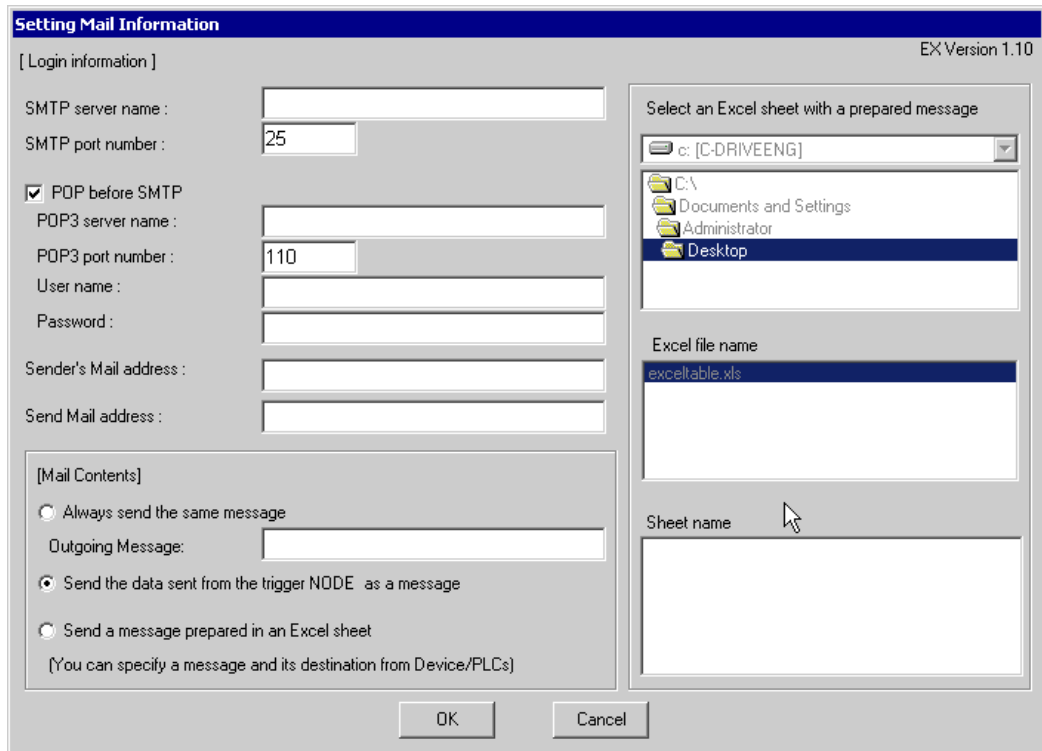 Setting Mail Information
EX Version 1.10
[ Login information ]
SMTP server name :
SMTP port number :
25
POP before SMTP
POP3 server name :
POP3 port number :
110
User name :
Password :
Sender's Mail address :
Send Mail address :
[Mail Contents]
Always send the same message
Outgoing Message:
Send the data sent from the trigger NODE as a message
Send a message prepared in an Excel sheet
(You can specify a message and its destination from Device/PLCs)
Select an Excel sheet with a prepared message
c: [C-DRIVEENG]
C:\
Documents and Settings
Administrator
Desktop
Excel file name
exceltable.xls
Sheet name
OK
Cancel